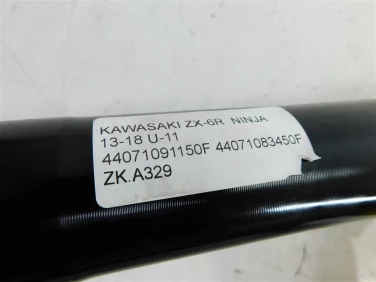 KAWASAKI ZX-6R NINJA
13-18 U-11
44071091150F 44071083450F
ZK.A329